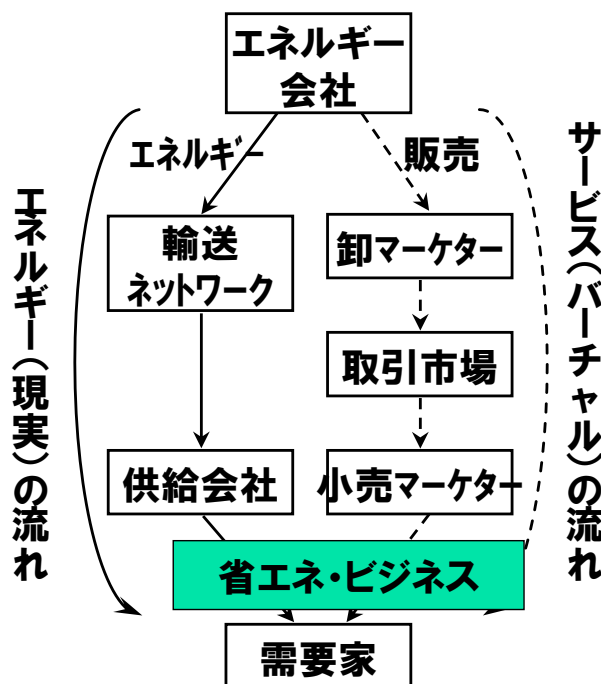 エネルギー
会社
エネルギー
販売
輸送
ネットワーク
卸マーケター
取引市場
供給会社
小売マーケター
省エネ・ビジネス
需要家
エネルギー(現実)の流れ
サービス(バーチャル)の流れ